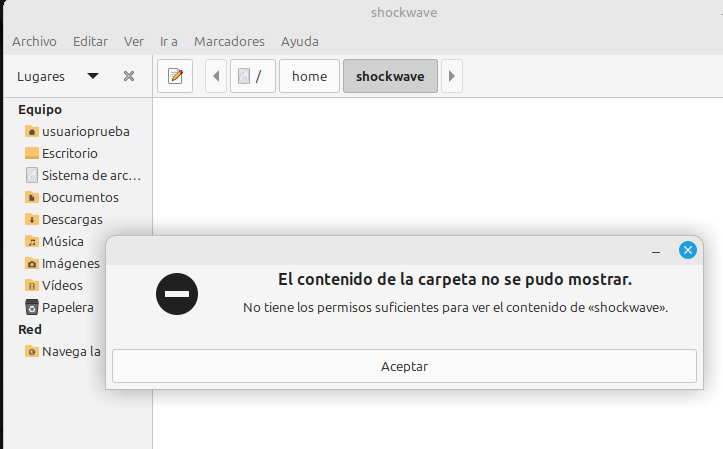 shockwave
Archivo Editar Ver Ir a Marcadores Ayuda
Lugares
/ home shockwave
Equipo
usuarioprueba
Escritorio
Sistema de arc...
Documentos
Descargas
Música
Imágenes
Vídeos
Papelera
Red
Navega la
El contenido de la carpeta no se pudo mostrar.
No tiene los permisos suficientes para ver el contenido de «shockwave».
Aceptar